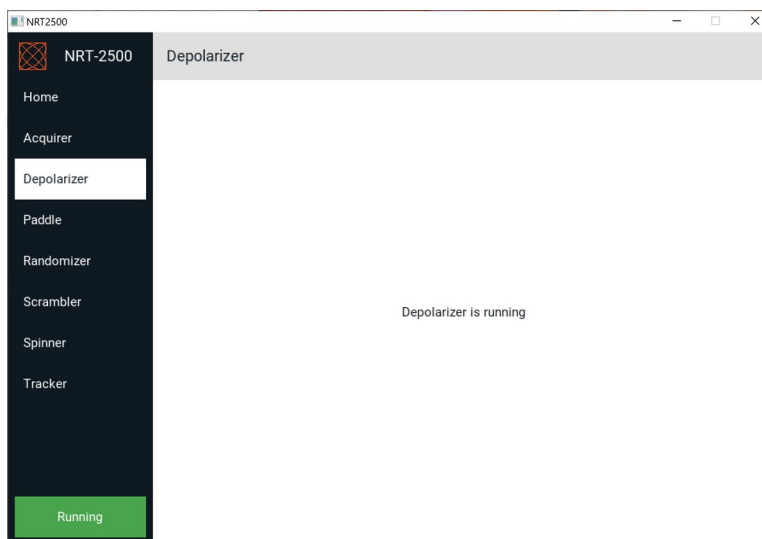 NRT2500
NRT-2500
Depolarizer
Home
Acquirer
Depolarizer
Paddle
Randomizer
Scrambler
Spinner
Tracker
Running
Depolarizer is running